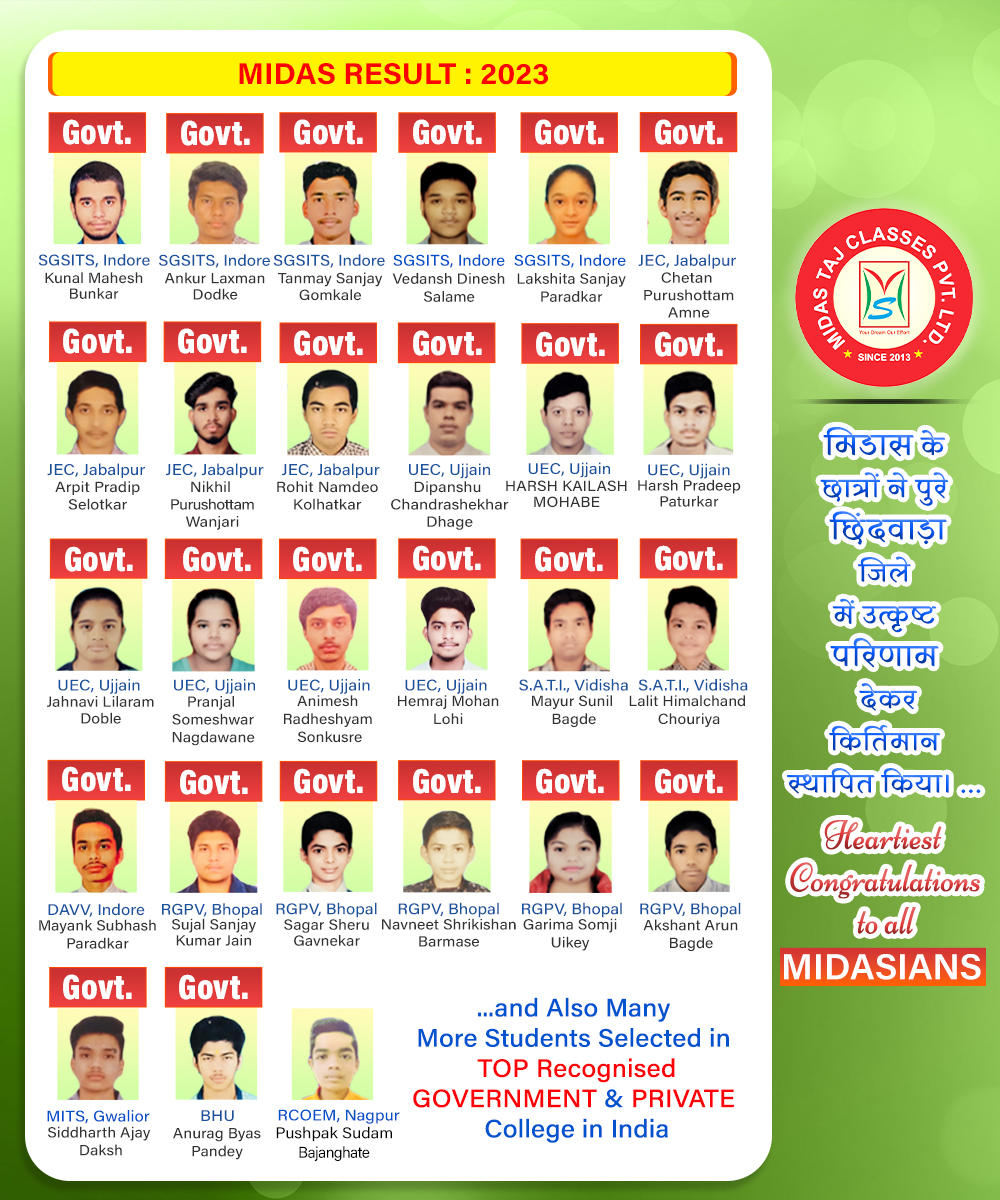 MIDAS RESULT : 2023
Govt. Govt. Govt. Govt. Govt. Govt.
SGSITS, Indore
Kunal Mahesh
Bunkar
SGSITS, Indore
Ankur Laxman
Dodke
SGSITS, Indore
Tanmay Sanjay
Gomkale
SGSITS, Indore
Vedansh Dinesh
Salame
SGSITS, Indore
Lakshita Sanjay
Paradkar
JEC, Jabalpur
Chetan
Purushottam
Amne
Govt. Govt. Govt. Govt. Govt. Govt.
JEC, Jabalpur
Arpit Pradip
Selotkar
JEC, Jabalpur
Nikhil
Purushottam
Wanjari
JEC, Jabalpur
Rohit Namdeo
Kolhatkar
UEC, Ujjain
Dipanshu
Chandrashekhar
Dhage
UEC, Ujjain
HARSH KAILASH
MOHABE
UEC, Ujjain
Harsh Pradeep
Paturkar
Govt. Govt. Govt. Govt. Govt. Govt.
UEC, Ujjain
Jahnavi Lilaram
Doble
UEC, Ujjain
Pranjal
Someshwar
Nagdawane
UEC, Ujjain
Animesh
Radheshyam
Sonkusre
UEC, Ujjain
Hemraj Mohan
Lohi
S.A.T.I., Vidisha
Mayur Sunil
Bagde
S.A.T.I., Vidisha
Lalit Himalchand
Chouriya
Govt. Govt. Govt. Govt. Govt. Govt.
DAVV, Indore
Mayank Subhash
Paradkar
RGPV, Bhopal
Sujal Sanjay
Kumar Jain
RGPV, Bhopal
Sagar Sheru
Gavnekar
RGPV, Bhopal
Navneet Shrikishan
Barmase
RGPV, Bhopal
Garima Somji
Uikey
RGPV, Bhopal
Akshant Arun
Bagde
Govt. Govt.
MITS, Gwalior
Siddharth Ajay
Daksh
BHU
Anurag Byas
Pandey
RCOEM, Nagpur
Pushpak Sudam
Bajanghate
...and Also Many
More Students Selected in
TOP Recognised
GOVERNMENT & PRIVATE
College in India
MIDAS TAJ CLASSES PVT. LTD.
MS
Your Dream Our Effort
SINCE 2013
मिडास के
छात्रों ने पुरे
छिंदवाड़ा
जिले
में उत्कृष्ट
परिणाम
देकर
किर्तिमान
स्थापित किया। ...
Heartiest
Congratulations
to all
MIDASIANS